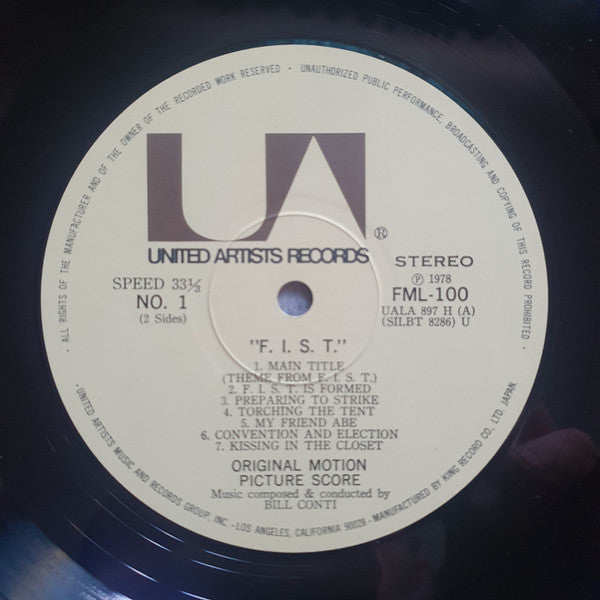 · ALL RIGHTS OF THE MANUFACTURER AND OF THE OWNER OF THE RECORDED WORK RESERVED · UNAUTHORIZED PUBLIC PERFORMANCE, BROADCASTING AND COPYING OF THIS RECORD PROHIBITED ·
UA®
UNITED ARTISTS RECORDS
STEREO
SPEED 33⅓
NO. 1
(2 Sides)
Ⓟ 1978
FML-100
UALA 897 H (A)
(SILBT 8286) U
"F. I. S. T."
1. MAIN TITLE
(THEME FROM F. I. S. T.)
2. F. I. S. T. IS FORMED
3. PREPARING TO STRIKE
4. TORCHING THE TENT
5. MY FRIEND ABE
6. CONVENTION AND ELECTION
7. KISSING IN THE CLOSET
ORIGINAL MOTION
PICTURE SCORE
Music composed & conducted by
BILL CONTI
·UNITED ARTISTS MUSIC AND RECORDS GROUP, INC. ·LOS ANGELES, CALIFORNIA 90028· MANUFACTURED BY KING RECORD CO. LTD JAPAN.